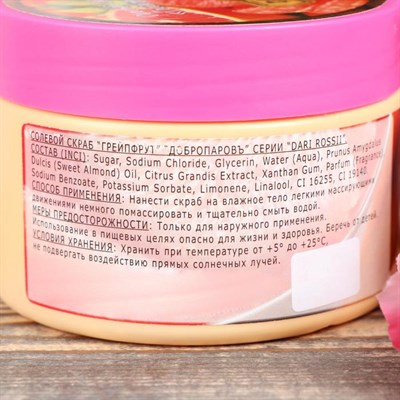 СОЛЕВОЙ СКРАБ "ГРЕЙПФРУТ" "ДОБРОПАРОВЪ" СЕРИИ "DARI ROSSII".
СОСТАВ (INCI): Sugar, Sodium Chloride, Glycerin, Water (Aqua), Prunus Amygdalus
Dulcis (Sweet Almond) Oil, Citrus Grandis Extract, Xanthan Gum, Parfum (Fragrance),
Sodium Benzoate, Potassium Sorbate, Limonene, Linalool, CI 16255, CI 19140.
СПОСОБ ПРИМЕНЕНИЯ: Нанести скраб на влажное тело легкими массирующими
движениями немного помассировать и тщательно смыть водой.
МЕРЫ ПРЕДОСТОРОЖНОСТИ: Только для наружного применения.
Использование в пищевых целях опасно для жизни и здоровья. Беречь от детей.
УСЛОВИЯ ХРАНЕНИЯ: Хранить при температуре от +5° до +25°С,
не подвергать воздействию прямых солнечных лучей.